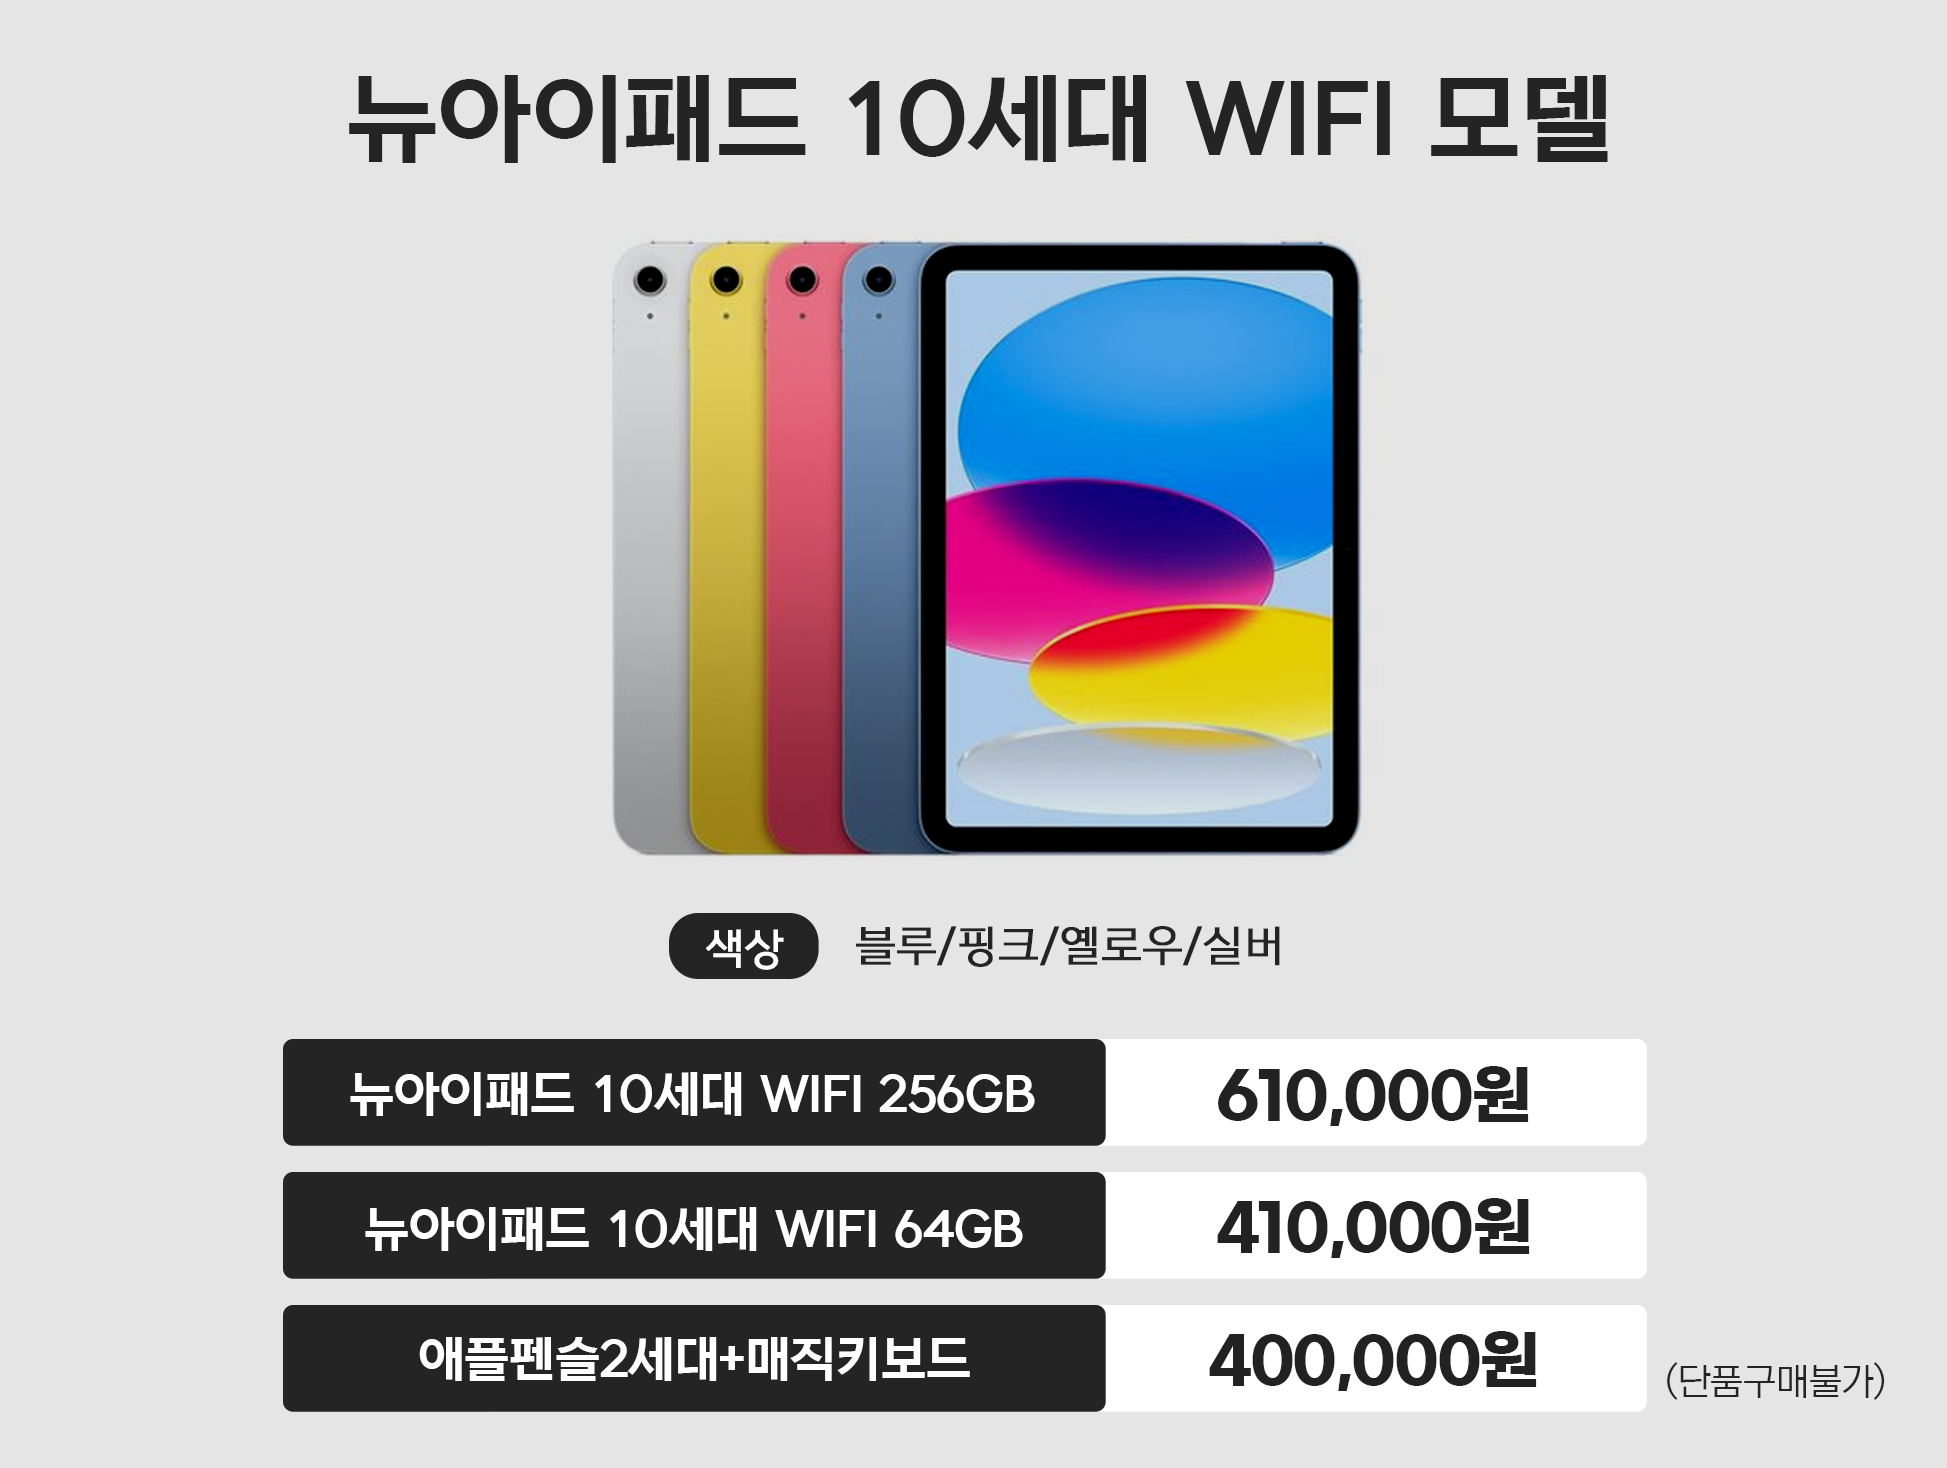 뉴아이패드 10세대 WIFI 모델
색상 블루/핑크/옐로우/실버
뉴아이패드 10세대 WIFI 256GB 610,000원
뉴아이패드 10세대 WIFI 64GB 410,000원
애플펜슬2세대+매직키보드 400,000원 (단품구매불가)